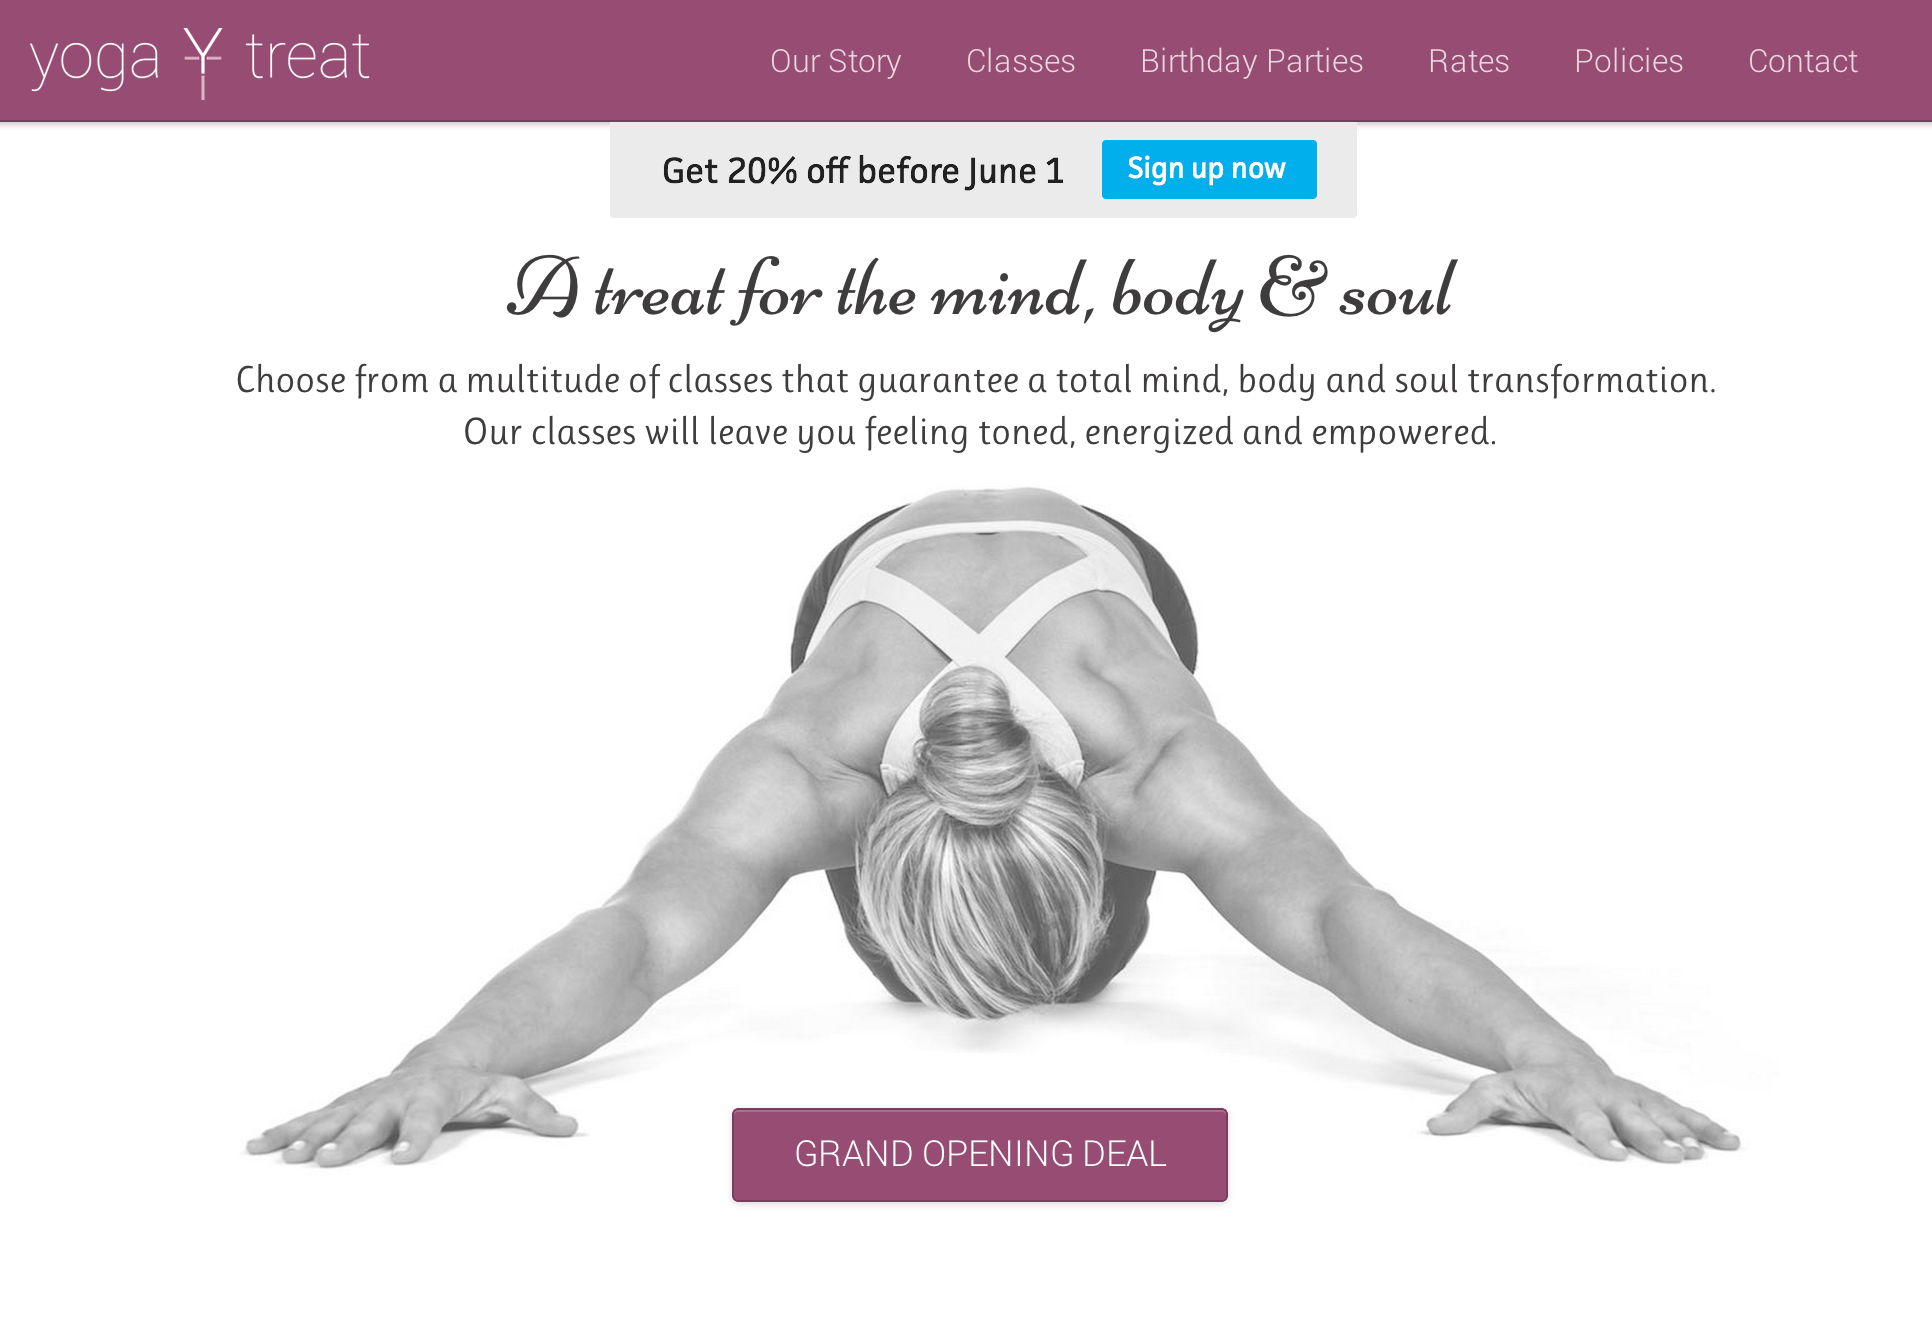 yoga Y treat
Our Story Classes Birthday Parties Rates Policies Contact
Get 20% off before June 1 Sign up now
A treat for the mind, body & soul
Choose from a multitude of classes that guarantee a total mind, body and soul transformation.
Our classes will leave you feeling toned, energized and empowered.
GRAND OPENING DEAL